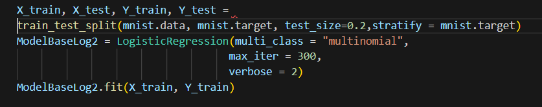 X_train, X_test, Y_train, Y_test =
train_test_split(mnist.data, mnist.target, test_size=0.2,stratify = mnist.target)
ModelBaseLog2 = LogisticRegression(multi_class = "multinomial",
max_iter = 300,
verbose = 2)
ModelBaseLog2.fit(X_train, Y_train)